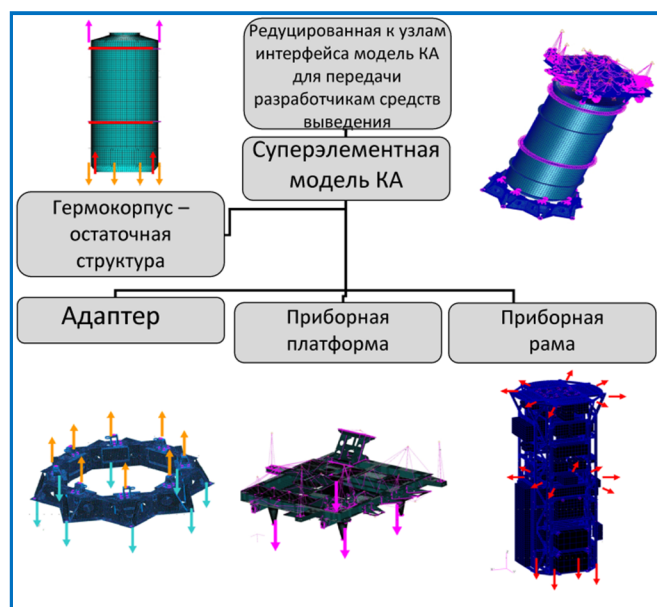 Редуцированная к узлам
интерфейса модель КА
для передачи
разработчикам средств
выведения
Суперэлементная
модель КА
Гермокорпус –
остаточная
структура
Адаптер
Приборная
платформа
Приборная
рама